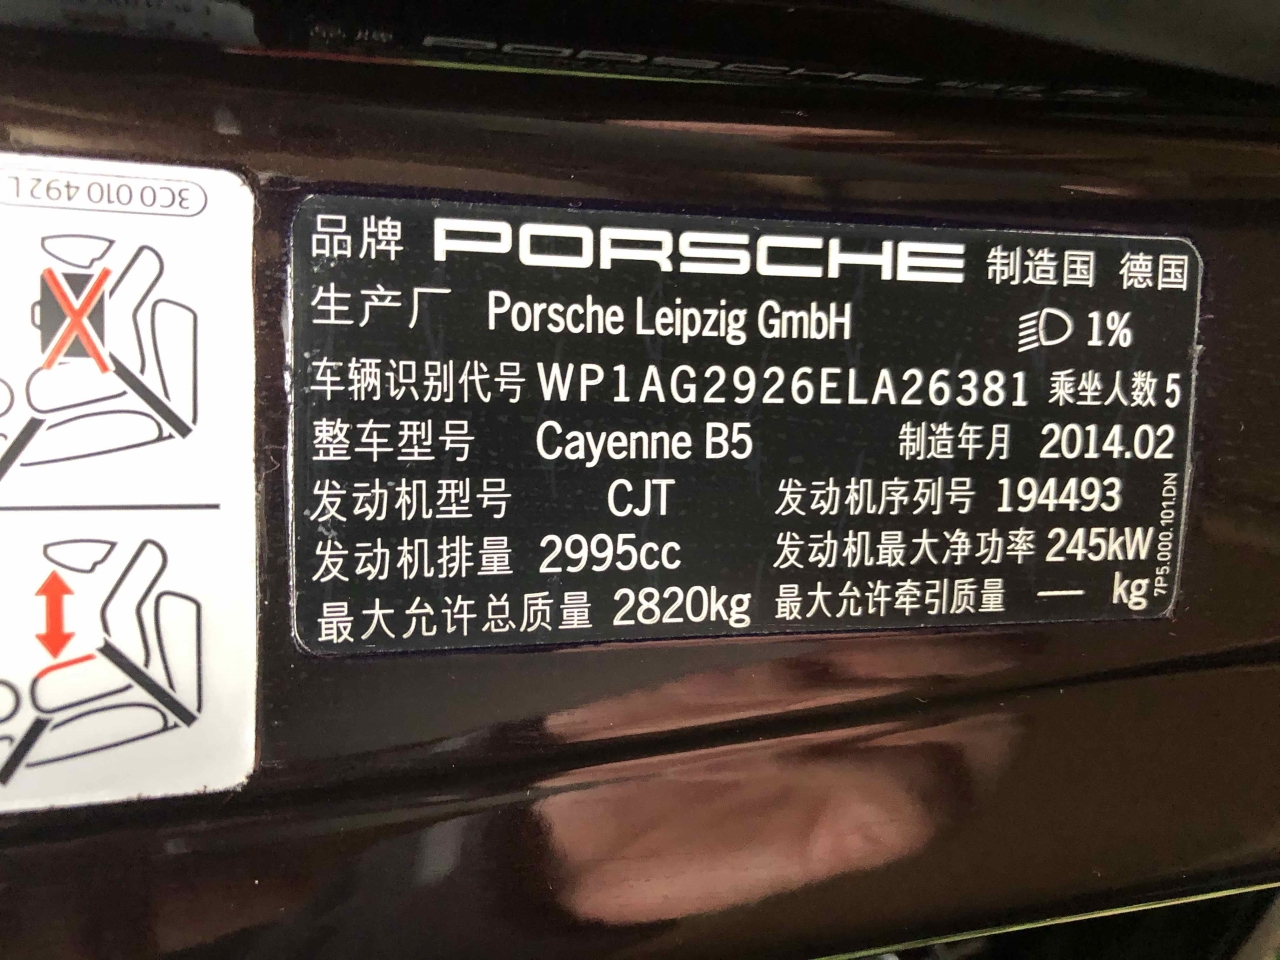 3C0 010 492 L
品牌 PORSCHE 制造国 德国
生产厂 Porsche Leipzig GmbH 1%
车辆识别代号 WP1AG2926ELA26381 乘坐人数 5
整车型号 Cayenne B5 制造年月 2014.02
发动机型号 CJT 发动机序列号 194493
发动机排量 2995cc 发动机最大净功率 245kW
最大允许总质量 2820kg 最大允许牵引质量 — kg
7P5.000.101.DN